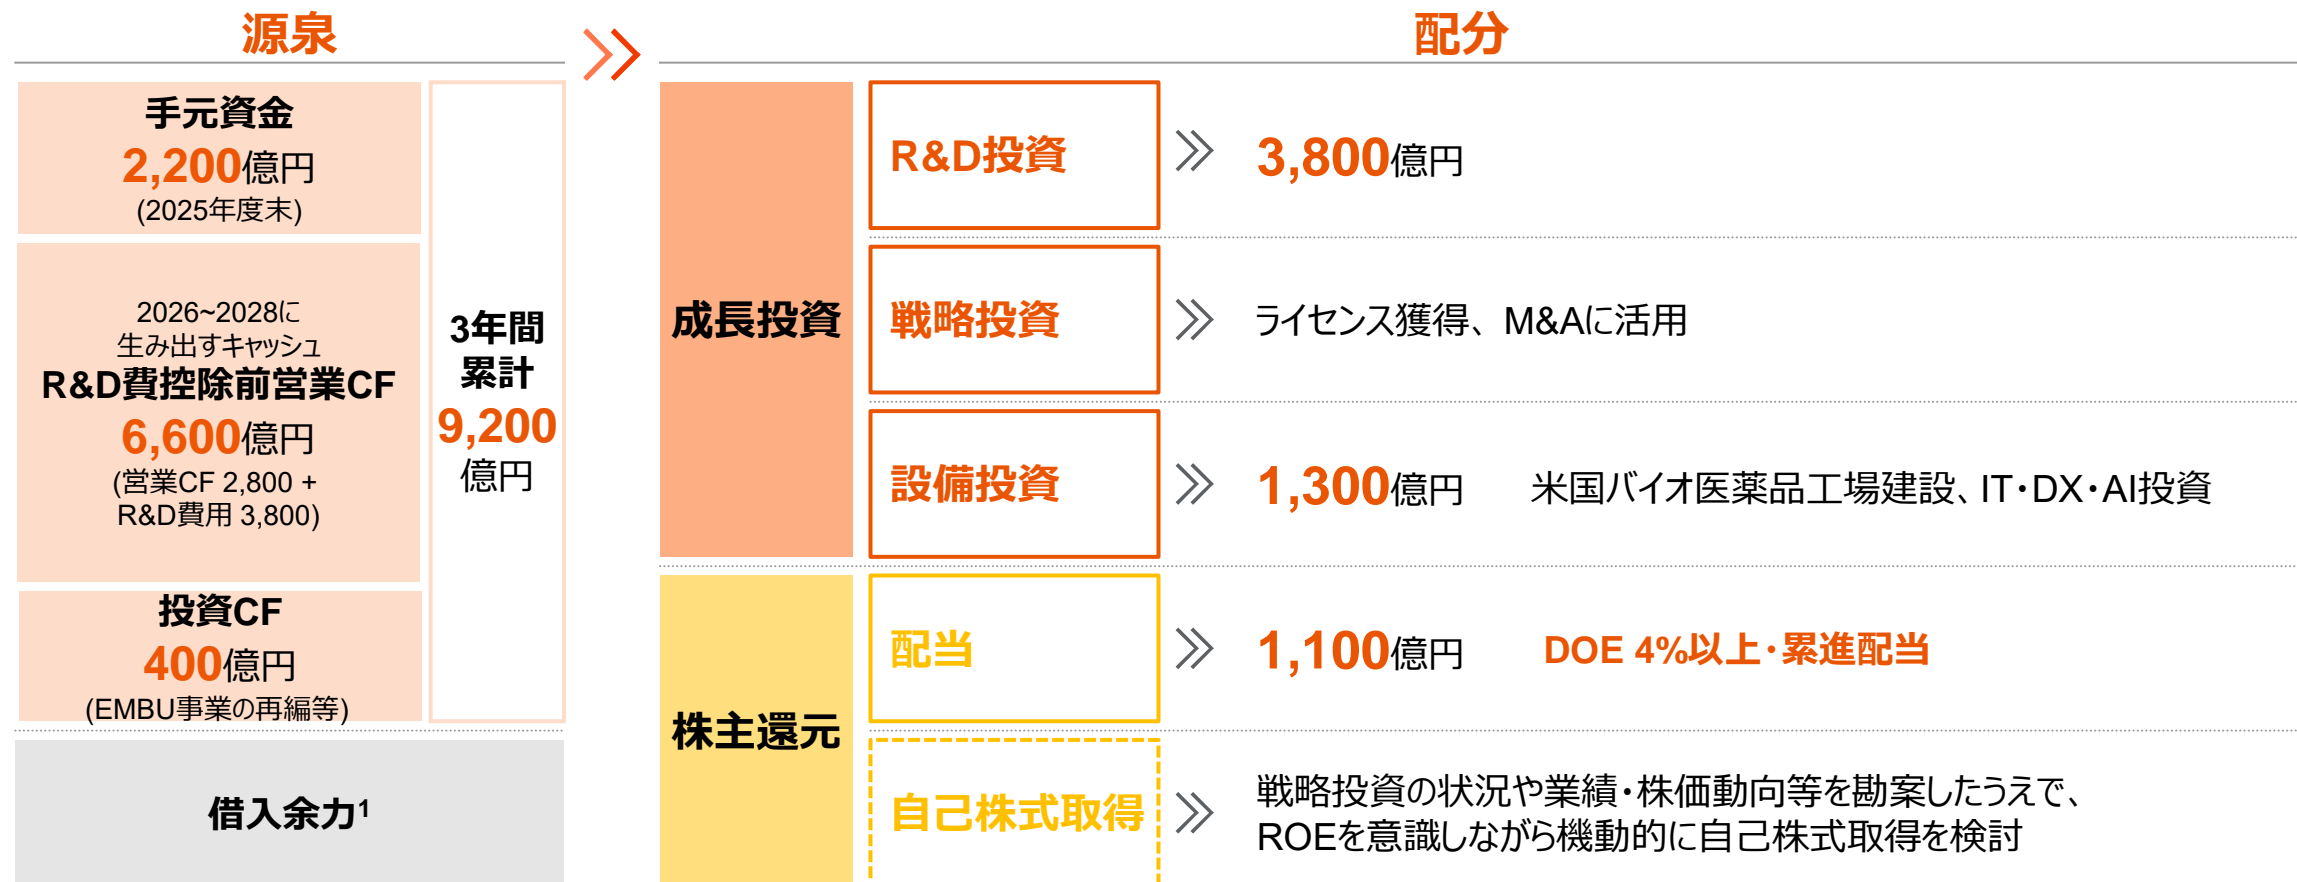 源泉
配分
手元資金
2,200億円
(2025年度末)
2026~2028に
生み出すキャッシュ
R&D費控除前営業CF
6,600億円
(営業CF 2,800 +
R&D費用 3,800)
投資CF
400億円
(EMBU事業の再編等)
3年間
累計
9,200
億円
借入余力1
成長投資
R&D投資
3,800億円
戦略投資
ライセンス獲得、M&Aに活用
設備投資
1,300億円
米国バイオ医薬品工場建設、IT・DX・AI投資
株主還元
配当
1,100億円
DOE 4%以上・累進配当
自己株式取得
戦略投資の状況や業績・株価動向等を勘案したうえで、
ROEを意識しながら機動的に自己株式取得を検討